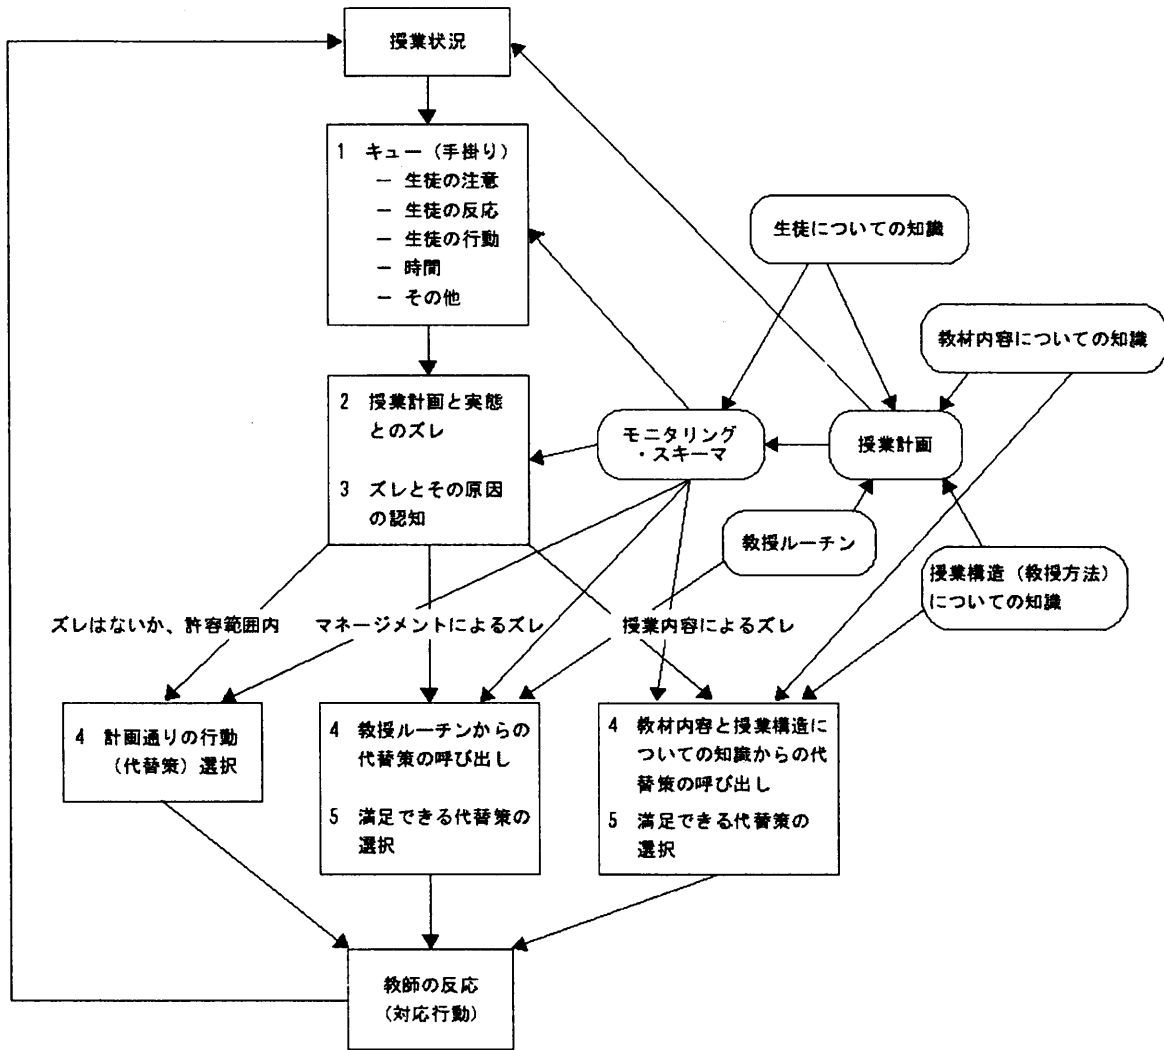 授業状況
1 キュー（手掛り）
― 生徒の注意
― 生徒の反応
― 生徒の行動
― 時間
― その他
生徒についての知識
教材内容についての知識
2 授業計画と実態
とのズレ
3 ズレとその原因
の認知
モニタリング
・スキーマ
授業計画
教授ルーチン
授業構造（教授方法）
についての知識
ズレはないか、許容範囲内
マネージメントによるズレ
授業内容によるズレ
4 計画通りの行動
（代替策）選択
4 教授ルーチンからの
代替策の呼び出し
5 満足できる代替策の
選択
4 教材内容と授業構造に
ついての知識からの代
替策の呼び出し
5 満足できる代替策の
選択
教師の反応
（対応行動）